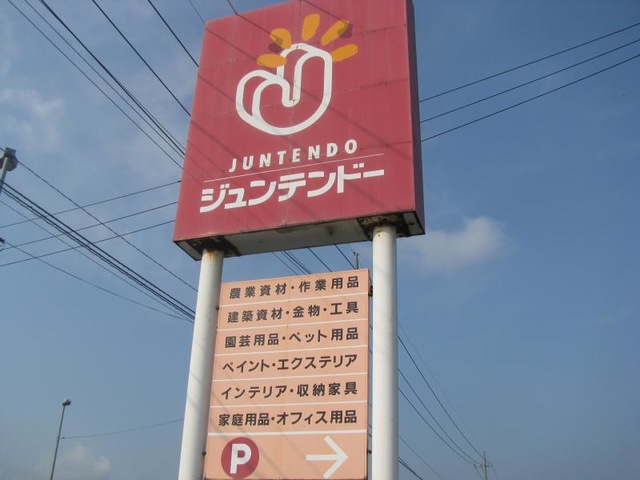 JUNTENDO
ジュンテンドー
農業資材・作業用品
建築資材・金物・工具
園芸用品・ペット用品
ペイント・エクステリア
インテリア・収納家具
家庭用品・オフィス用品
P